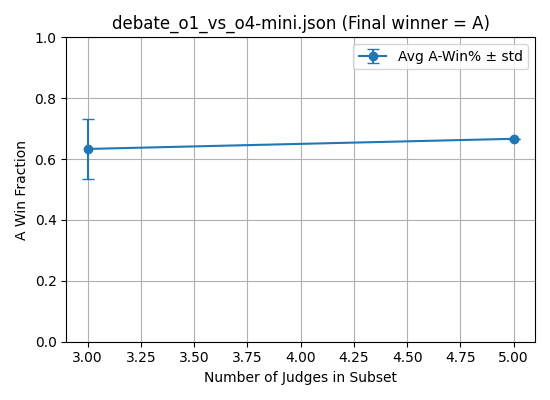 debate_o1_vs_o4-mini.json (Final winner = A)
Avg A-Win% ± std
A Win Fraction
1.0
0.8
0.6
0.4
0.2
0.0
3.00 3.25 3.50 3.75 4.00 4.25 4.50 4.75 5.00
Number of Judges in Subset